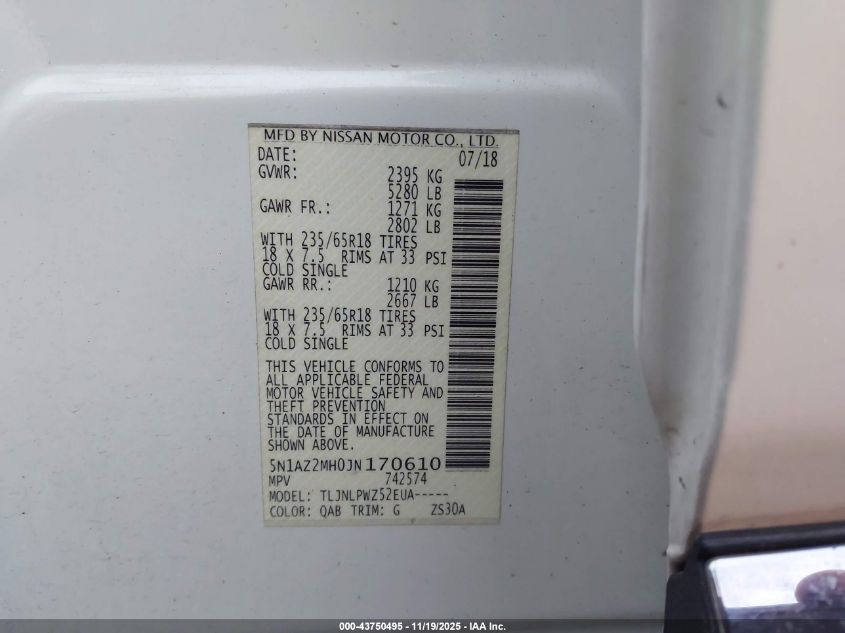 MFD BY NISSAN MOTOR CO., LTD.
DATE: 07/18
GVWR: 2395 KG
5280 LB
GAWR FR.: 1271 KG
2802 LB
WITH 235/65R18 TIRES
18 X 7.5 RIMS AT 33 PSI
COLD SINGLE
GAWR RR.: 1210 KG
2667 LB
WITH 235/65R18 TIRES
18 X 7.5 RIMS AT 33 PSI
COLD SINGLE
THIS VEHICLE CONFORMS TO
ALL APPLICABLE FEDERAL
MOTOR VEHICLE SAFETY AND
THEFT PREVENTION
STANDARDS IN EFFECT ON
THE DATE OF MANUFACTURE
SHOWN ABOVE.
5N1AZ2MH0JN170610
MPV 742574
MODEL: TLJNLPWZ52EUA-----
COLOR: QAB TRIM: G ZS30A
000-43750495 - 11/19/2025 - IAA Inc.